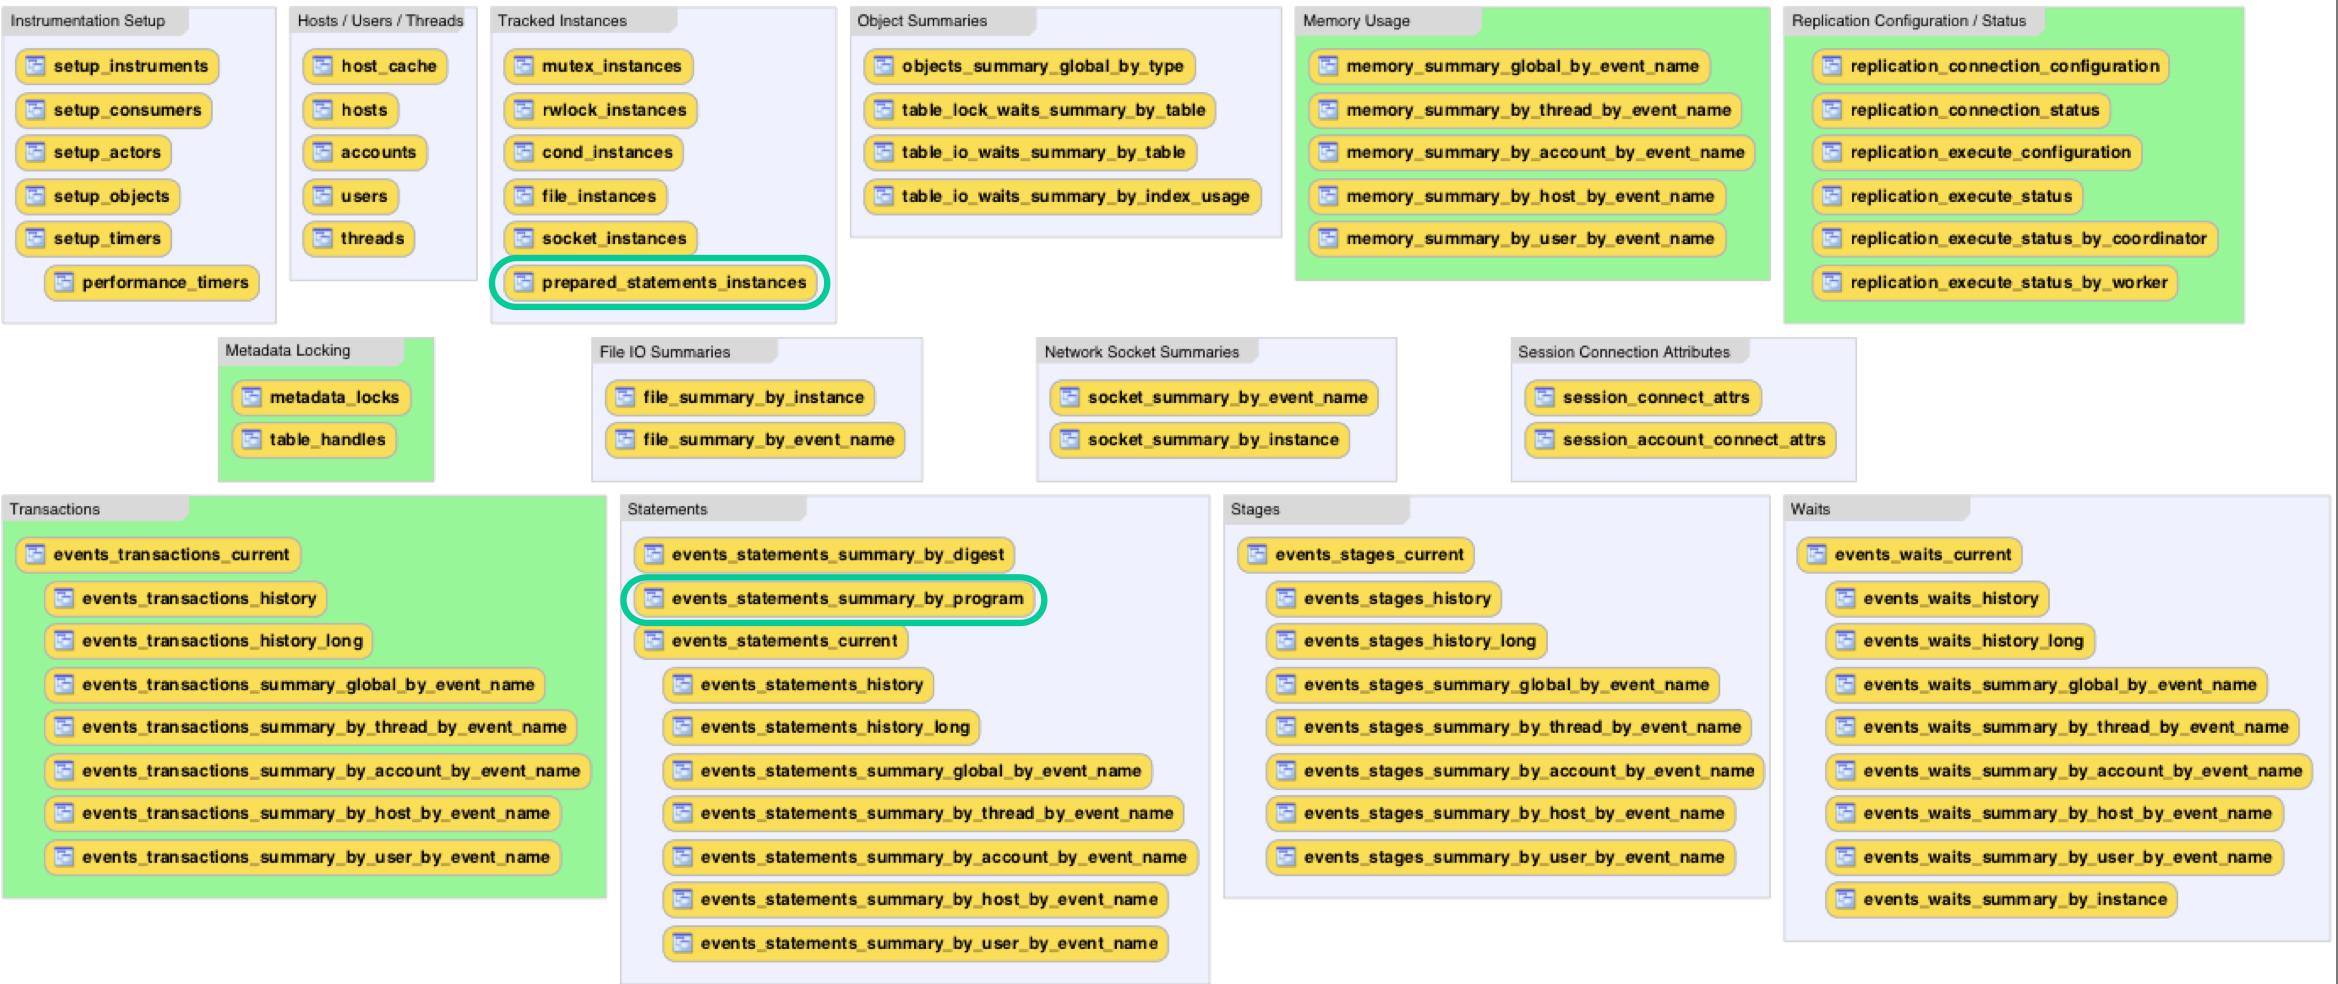 Instrumentation Setup
setup_instruments
setup_consumers
setup_actors
setup_objects
setup_timers
performance_timers
Hosts / Users / Threads
host_cache
hosts
accounts
users
threads
Tracked Instances
mutex_instances
rwlock_instances
cond_instances
file_instances
socket_instances
prepared_statements_instances
Object Summaries
objects_summary_global_by_type
table_lock_waits_summary_by_table
table_io_waits_summary_by_table
table_io_waits_summary_by_index_usage
Memory Usage
memory_summary_global_by_event_name
memory_summary_by_thread_by_event_name
memory_summary_by_account_by_event_name
memory_summary_by_host_by_event_name
memory_summary_by_user_by_event_name
Replication Configuration / Status
replication_connection_configuration
replication_connection_status
replication_execute_configuration
replication_execute_status
replication_execute_status_by_coordinator
replication_execute_status_by_worker
Metadata Locking
metadata_locks
table_handles
File IO Summaries
file_summary_by_instance
file_summary_by_event_name
Network Socket Summaries
socket_summary_by_event_name
socket_summary_by_instance
Session Connection Attributes
session_connect_attrs
session_account_connect_attrs
Transactions
events_transactions_current
events_transactions_history
events_transactions_history_long
events_transactions_summary_global_by_event_name
events_transactions_summary_by_thread_by_event_name
events_transactions_summary_by_account_by_event_name
events_transactions_summary_by_host_by_event_name
events_transactions_summary_by_user_by_event_name
Statements
events_statements_summary_by_digest
events_statements_summary_by_program
events_statements_current
events_statements_history
events_statements_history_long
events_statements_summary_global_by_event_name
events_statements_summary_by_thread_by_event_name
events_statements_summary_by_account_by_event_name
events_statements_summary_by_host_by_event_name
events_statements_summary_by_user_by_event_name
Stages
events_stages_current
events_stages_history
events_stages_history_long
events_stages_summary_global_by_event_name
events_stages_summary_by_thread_by_event_name
events_stages_summary_by_account_by_event_name
events_stages_summary_by_host_by_event_name
events_stages_summary_by_user_by_event_name
Waits
events_waits_current
events_waits_history
events_waits_history_long
events_waits_summary_global_by_event_name
events_waits_summary_by_thread_by_event_name
events_waits_summary_by_account_by_event_name
events_waits_summary_by_host_by_event_name
events_waits_summary_by_user_by_event_name
events_waits_summary_by_instance